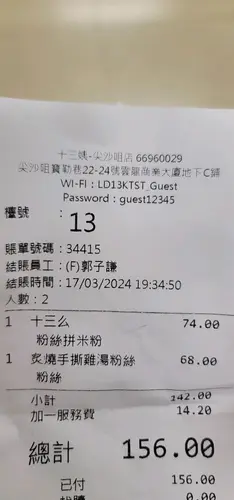 十三姨-尖沙咀店 66960029
尖沙咀寶勒巷22-24號雲龍商業大廈地下C舖
WI-FI：LD13KTST_Guest
Password：guest12345
檯號：13
賬單號碼：34415
結賬員工：(F)郭子謙
結賬時間：17/03/2024 19:34:50
人數：2
1 十三么 74.00
粉絲拼米粉
1 炙燒手撕雞湯粉絲 68.00
粉絲
小計 142.00
加一服務費 14.20
總計 156.00
已付 156.00
找贖 0.00